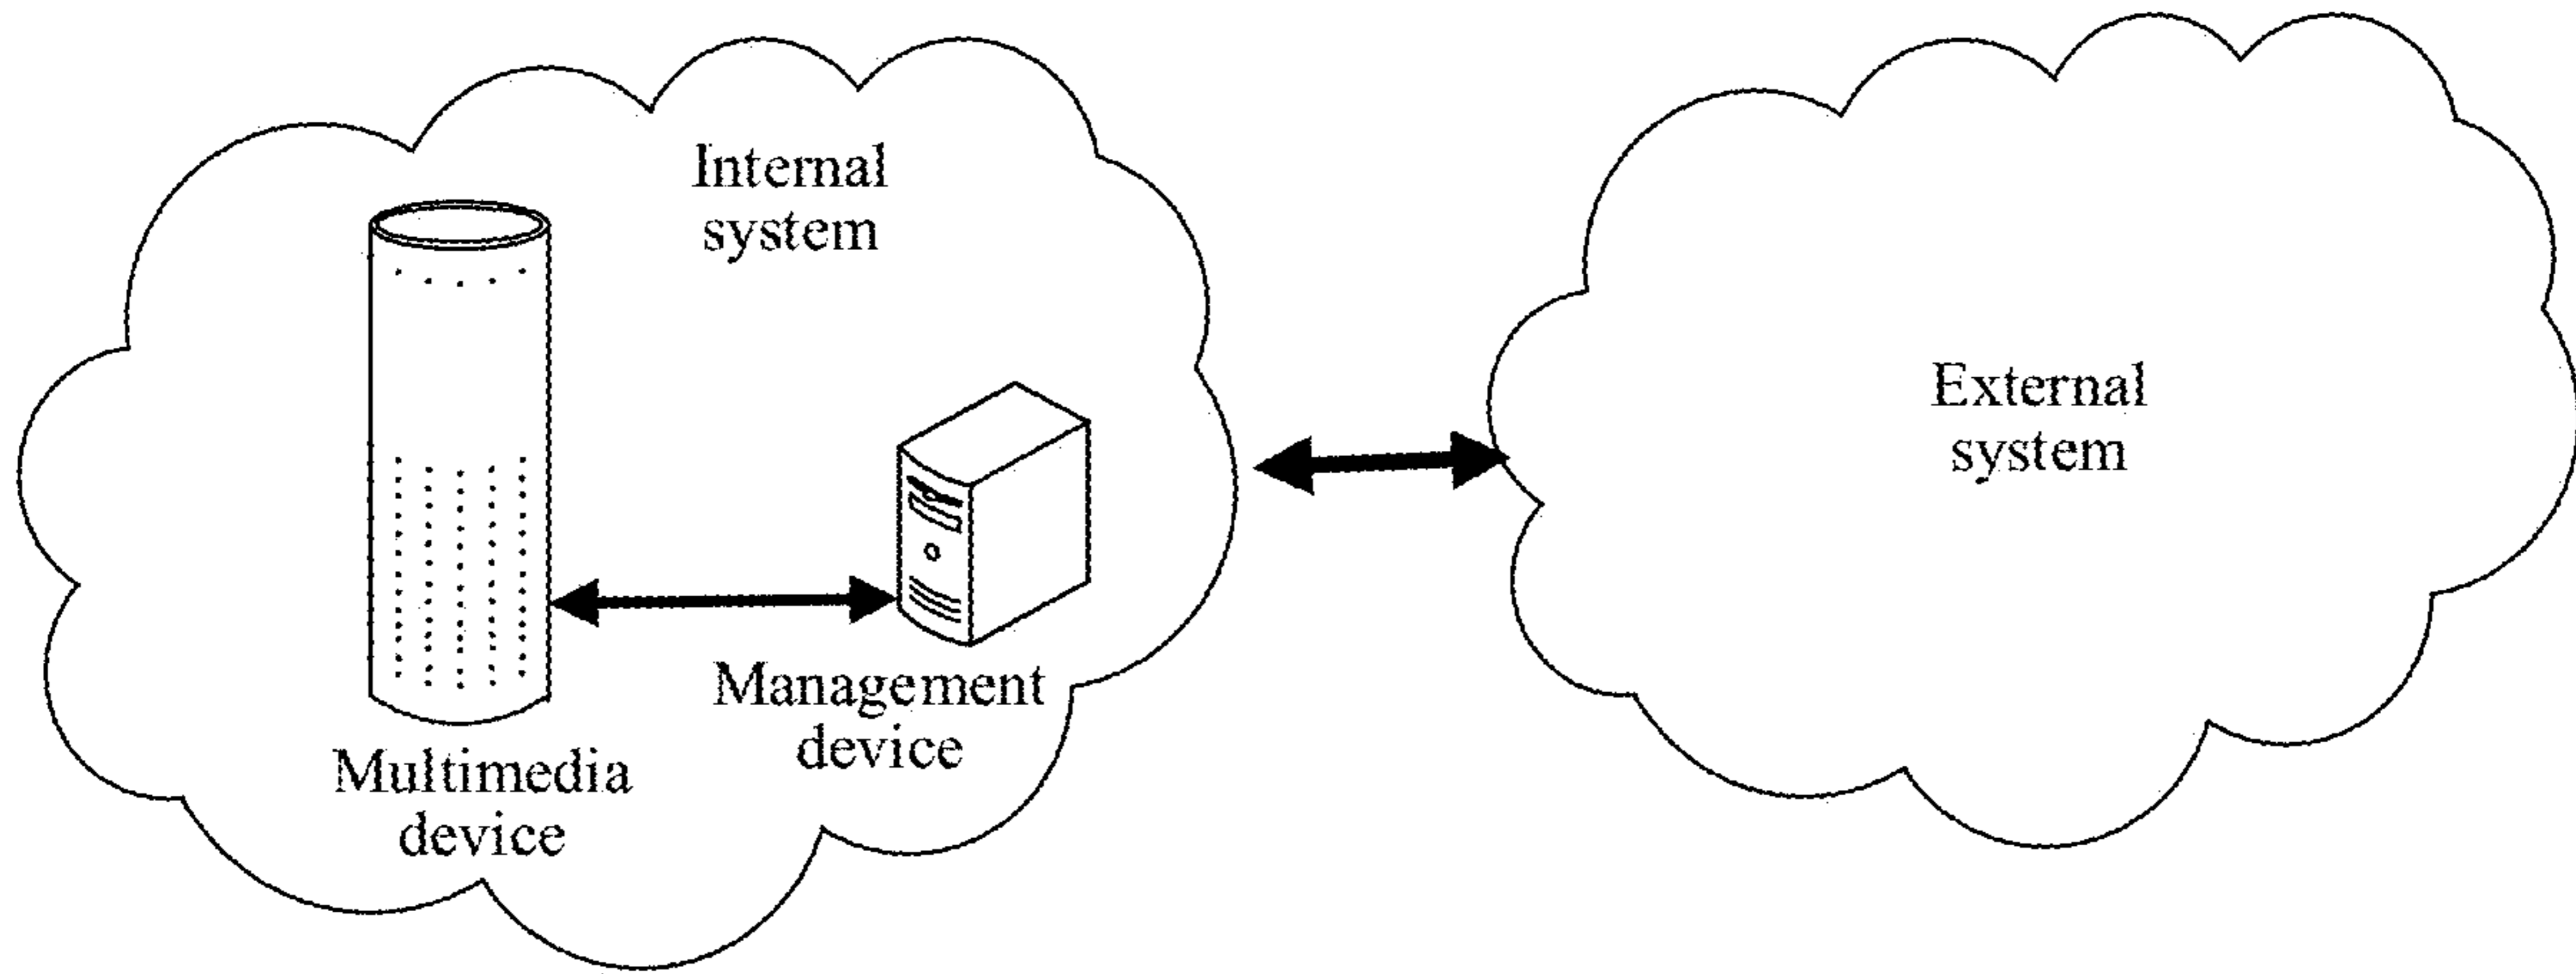 Internal
system
External
system
Management
device
Multimedia
device